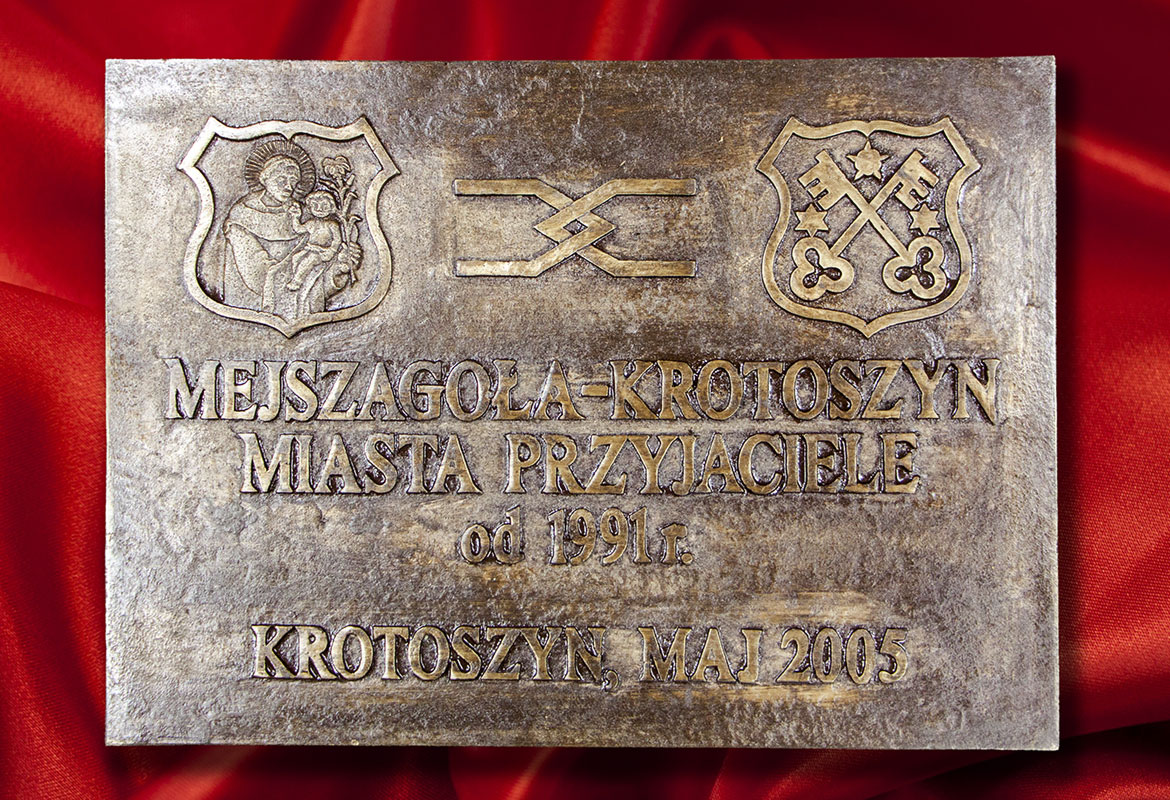 MEJSZAGOŁA-KROTOSZYN
MIASTA PRZYJACIELE
od 1991 r.
KROTOSZYN, MAJ 2005